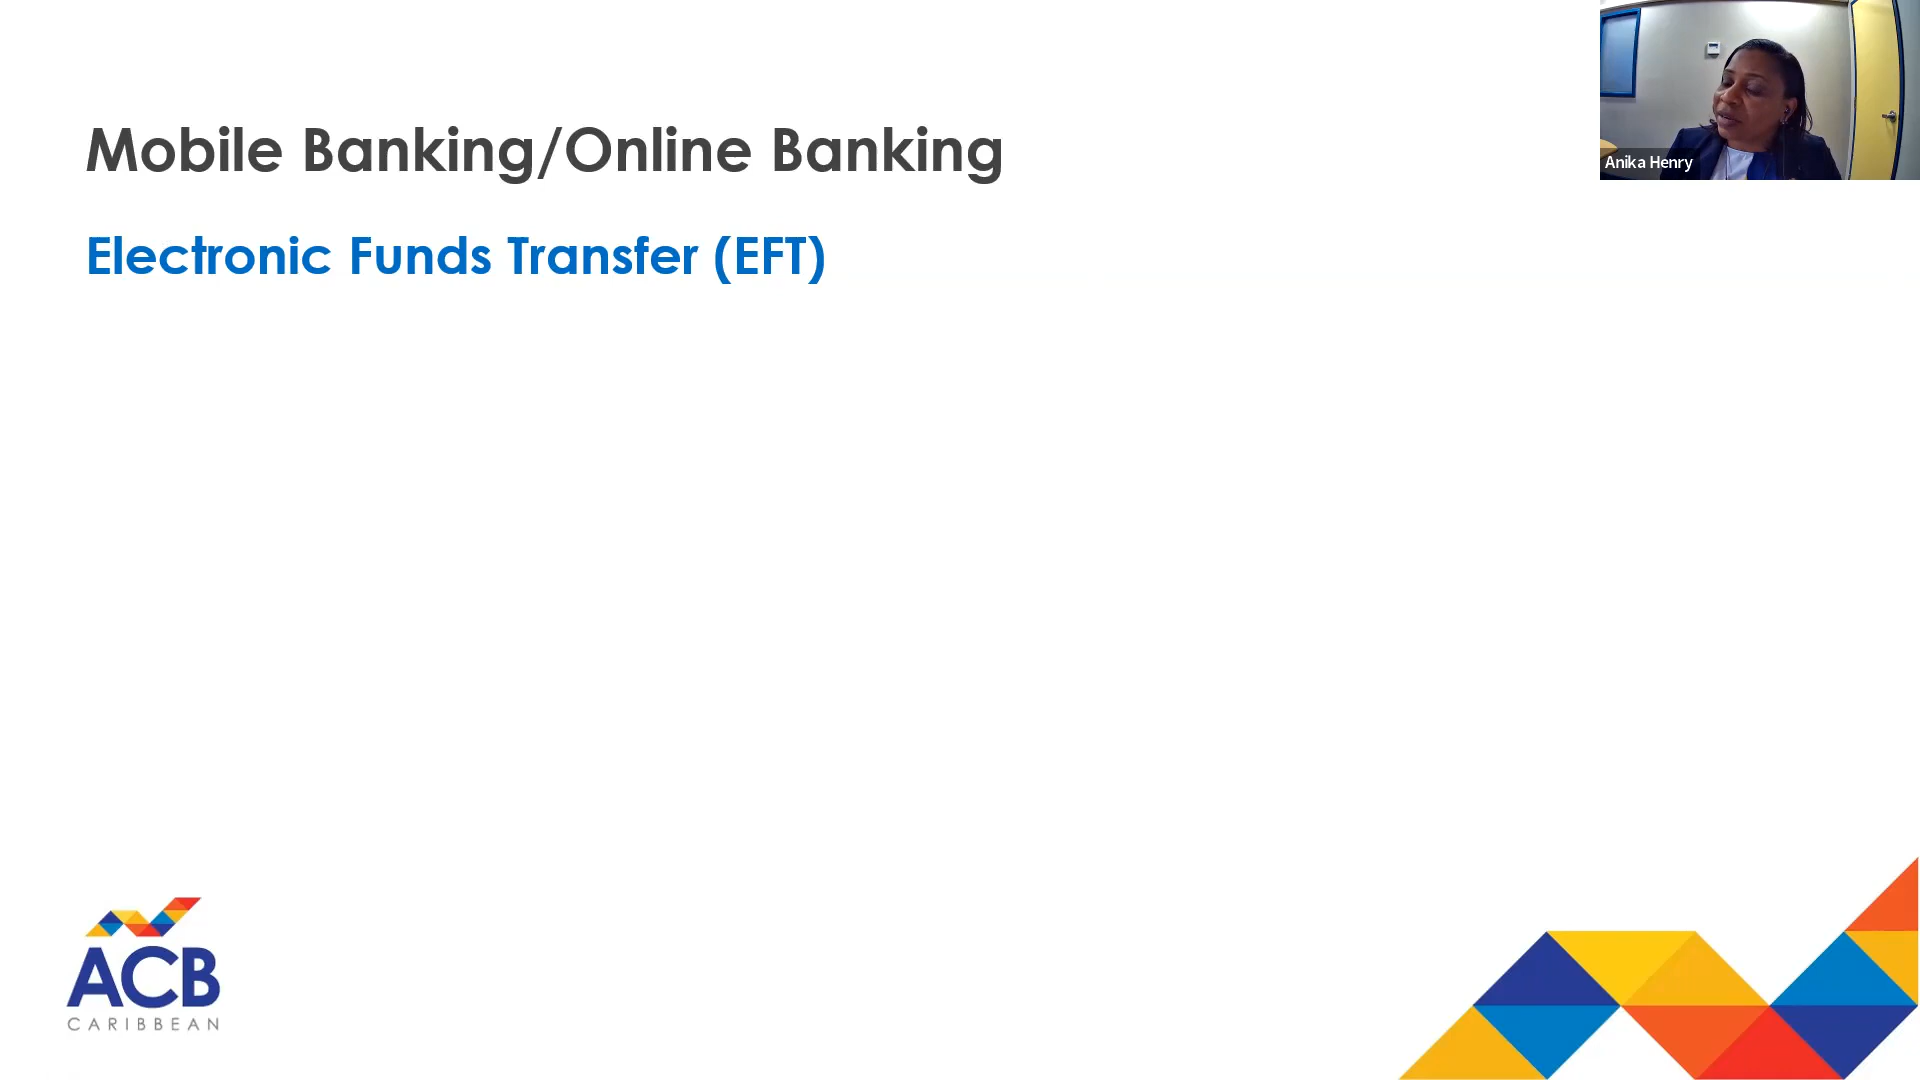 Mobile Banking/Online Banking
Anika Henry
Electronic Funds Transfer (EFT)
ACB
CARIBBEAN